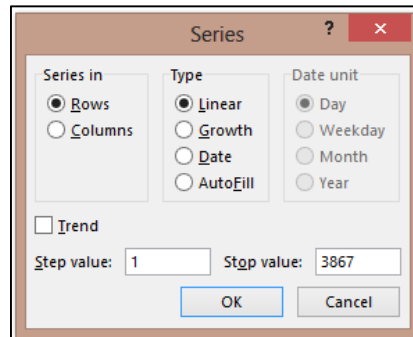 Series ? ×
Series in Type Date unit
Rows Linear Day
Columns Growth Weekday
Date Month
AutoFill Year
Trend
Step value: 1 Stop value: 3867
OK Cancel